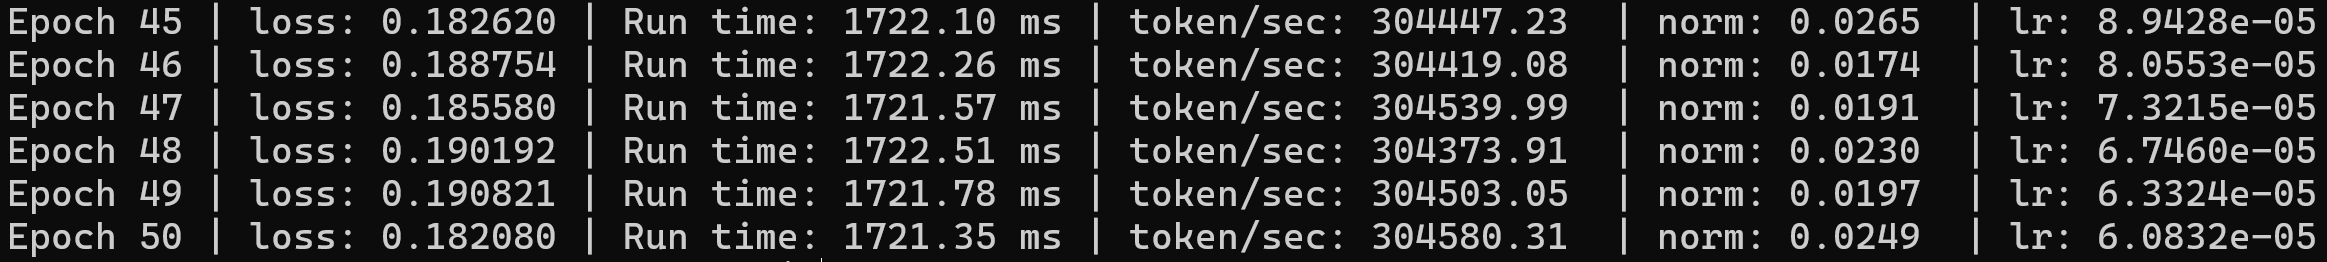 Epoch 45 | loss: 0.182620 | Run time: 1722.10 ms | token/sec: 304447.23 | norm: 0.0265 | lr: 8.9428e-05
Epoch 46 | loss: 0.188754 | Run time: 1722.26 ms | token/sec: 304419.08 | norm: 0.0174 | lr: 8.0553e-05
Epoch 47 | loss: 0.185580 | Run time: 1721.57 ms | token/sec: 304539.99 | norm: 0.0191 | lr: 7.3215e-05
Epoch 48 | loss: 0.190192 | Run time: 1722.51 ms | token/sec: 304373.91 | norm: 0.0230 | lr: 6.7460e-05
Epoch 49 | loss: 0.190821 | Run time: 1721.78 ms | token/sec: 304503.05 | norm: 0.0197 | lr: 6.3324e-05
Epoch 50 | loss: 0.182080 | Run time: 1721.35 ms | token/sec: 304580.31 | norm: 0.0249 | lr: 6.0832e-05